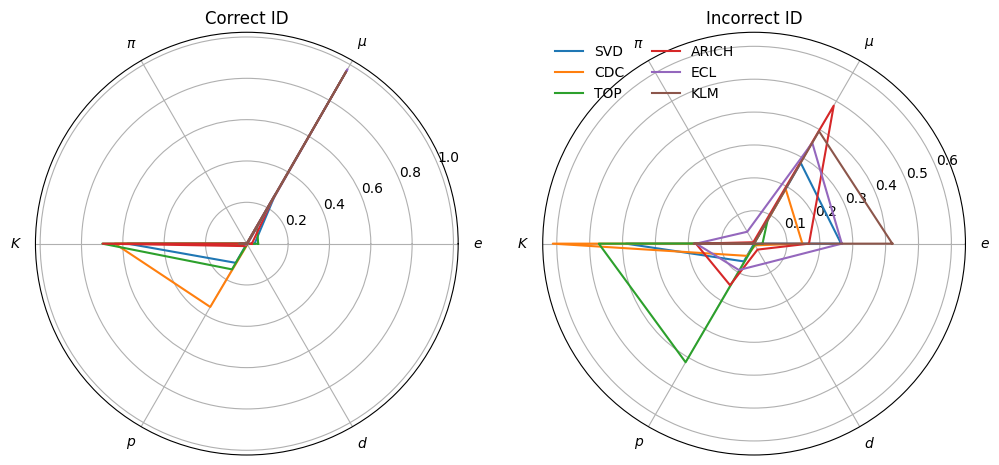 Correct ID
Incorrect ID
π
μ
e
d
p
K
0.2
0.4
0.6
0.8
1.0
SVD
CDC
TOP
ARICH
ECL
KLM
π
μ
e
d
p
K
0.1
0.2
0.3
0.4
0.5
0.6